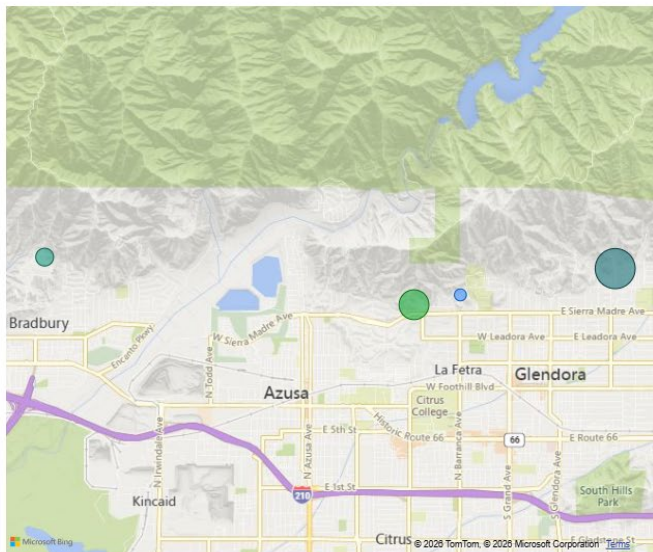 E Sierra Madre Ave
Bradbury
W Sierra Madre Ave
W Leadora Ave
E Leadora Ave
Encanto Pkwy
N Todd Ave
La Fetra
Glendora
W Foothill Blvd
Azusa
Citrus
College
Historic Route 66
E 5th St
N Azusa Ave
N Irwindale Ave
N Barranca Ave
66
E Route 66
S Grand Ave
S Glendora Ave
E 1st St
210
Kincaid
South Hills
Park
Citrus
E Gladstone St
Microsoft Bing
© 2026 TomTom, © 2026 Microsoft Corporation Terms